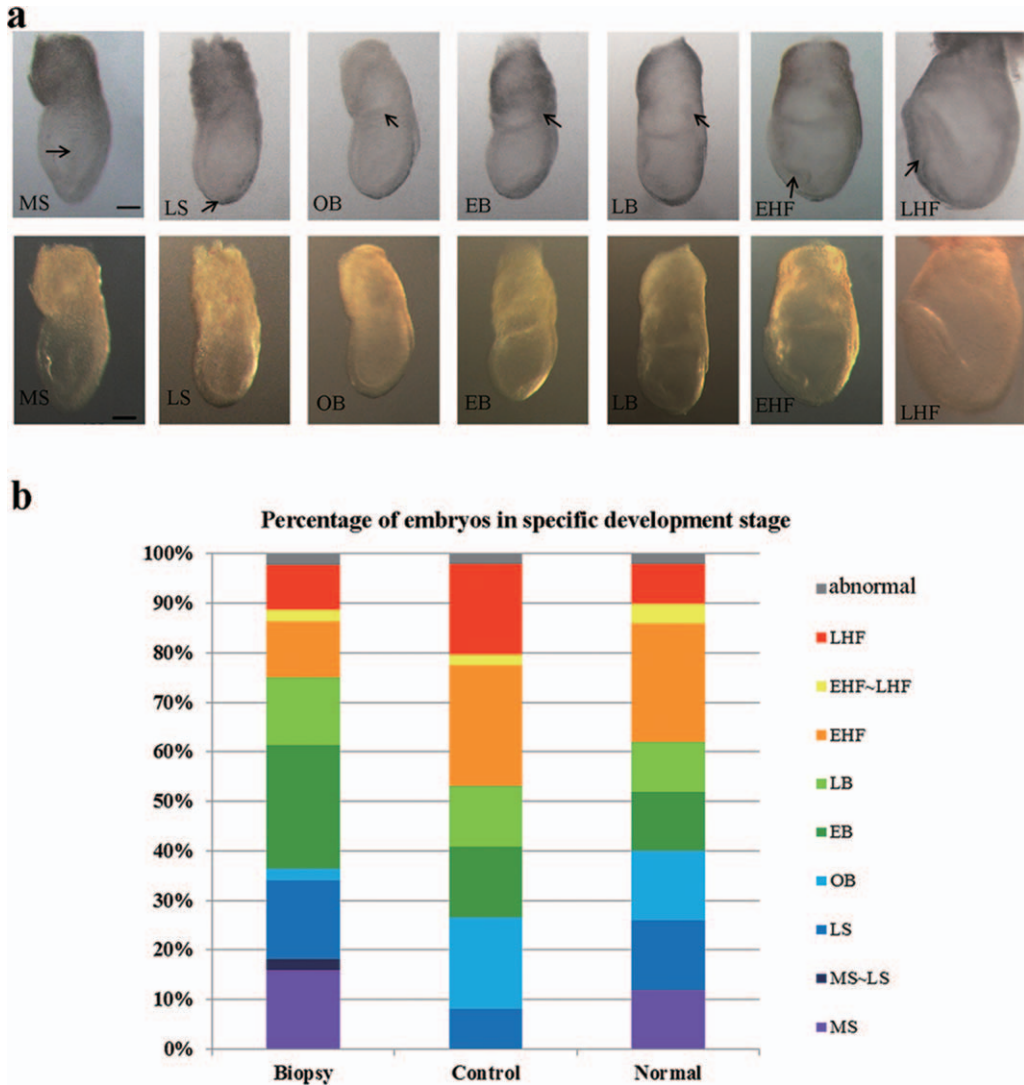 a
MS
LS
OB
EB
LB
EHF
LHF
MS
LS
OB
EB
LB
EHF
LHF
b
Percentage of embryos in specific development stage
100%
90%
80%
70%
60%
50%
40%
30%
20%
10%
0%
Biopsy Control Normal
abnormal
LHF
EHF~LHF
EHF
LB
EB
OB
LS
MS~LS
MS